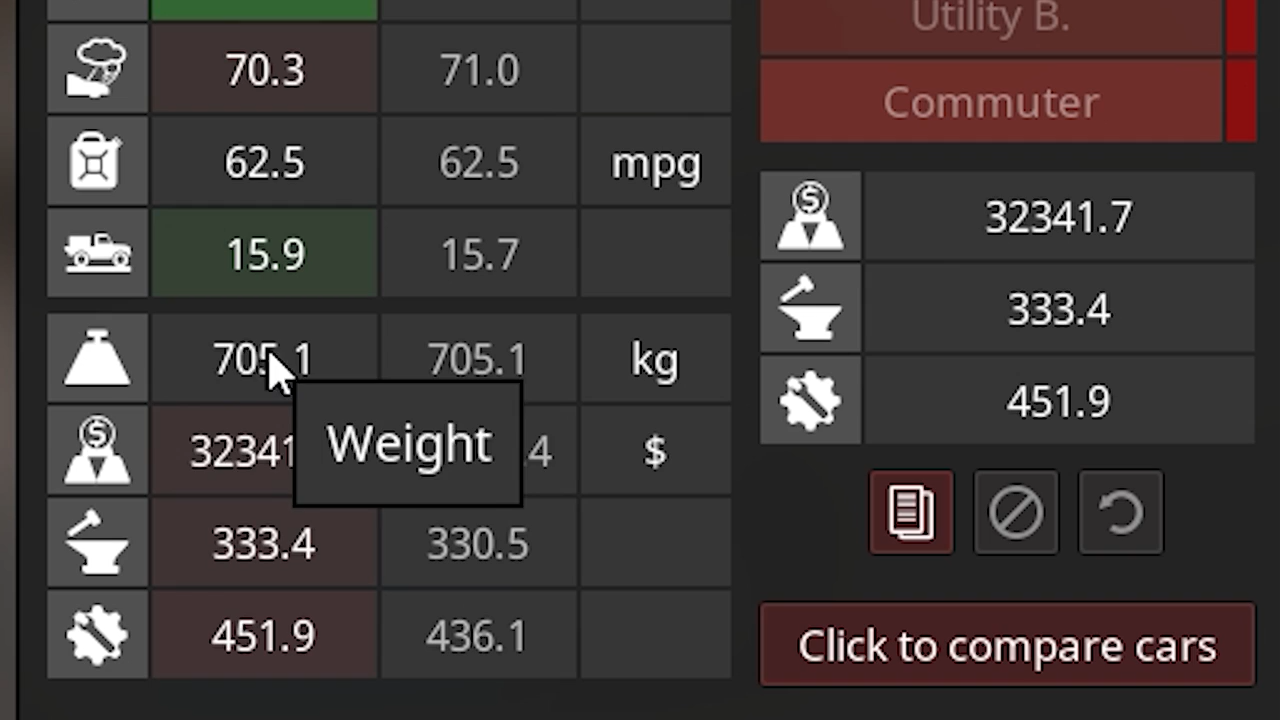 70.3 71.0
62.5 62.5 mpg
15.9 15.7
705.1 705.1 kg
32341 .4 $
Weight
333.4 330.5
451.9 436.1
Utility B.
Commuter
32341.7
333.4
451.9
Click to compare cars